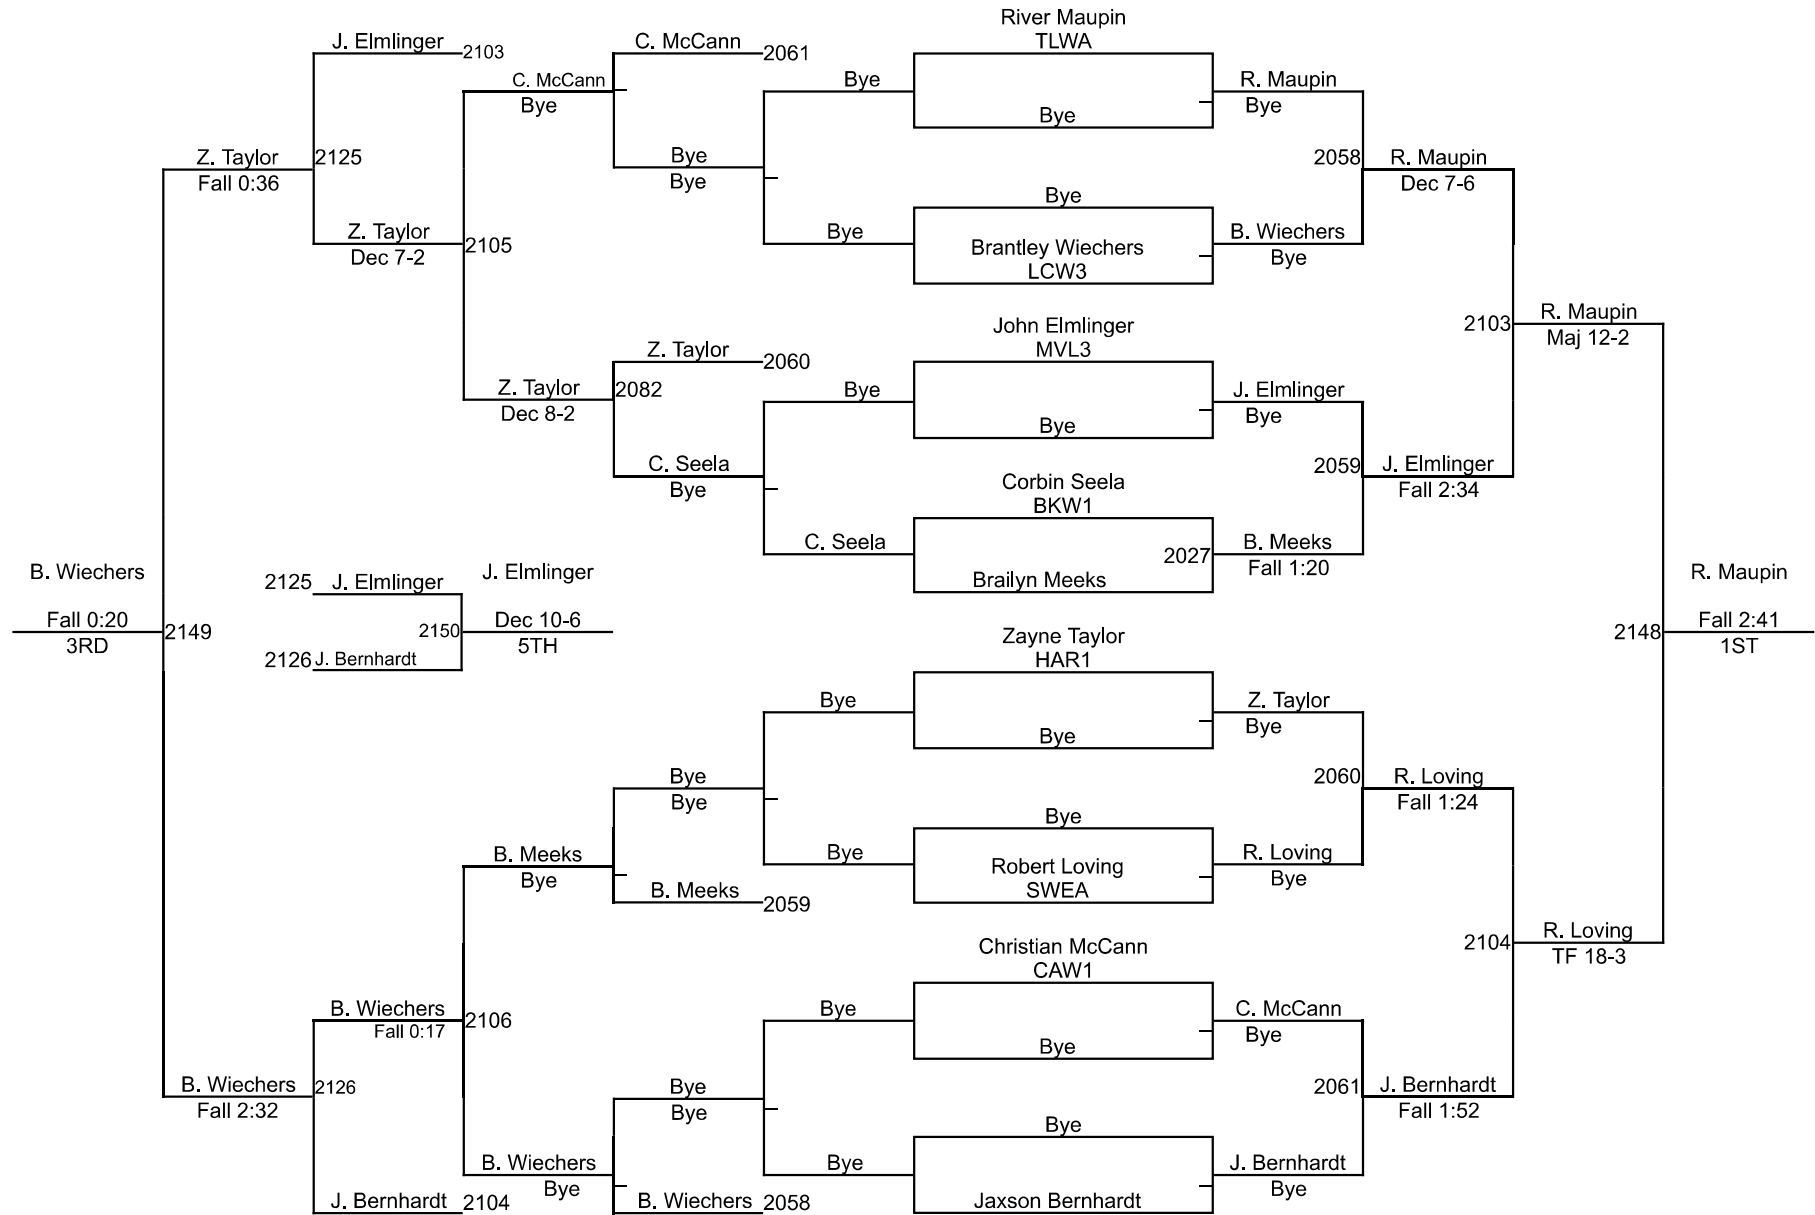 River Maupin
TLWA
J. Elmlinger
2103
C. McCann
2061
C. McCann
Bye
Bye
R. Maupin
Bye
Bye
Z. Taylor
Fall 0:36
2125
Bye
Bye
2058
R. Maupin
Dec 7-6
Z. Taylor
Dec 7-2
2105
Bye
Bye
Brantley Wiechers
LCW3
B. Wiechers
Bye
John Elmlinger
MVL3
2103
R. Maupin
Maj 12-2
Z. Taylor
2060
Z. Taylor
Dec 8-2
2082
Bye
J. Elmlinger
Bye
Bye
C. Seela
Bye
Corbin Seela
BKW1
2059
J. Elmlinger
Fall 2:34
C. Seela
2027
B. Meeks
Fall 1:20
Brailyn Meeks
B. Wiechers
Fall 0:20
3RD
2149
2125
J. Elmlinger
2126
J. Bernhardt
2150
J. Elmlinger
Dec 10-6
5TH
R. Maupin
2148
Fall 2:41
1ST
Zayne Taylor
HAR1
Bye
Z. Taylor
Bye
Bye
Bye
Bye
2060
R. Loving
Fall 1:24
Bye
B. Meeks
Bye
Bye
Robert Loving
SWEA
R. Loving
Bye
B. Meeks
2059
Christian McCann
CAW1
2104
R. Loving
TF 18-3
B. Wiechers
Fall 0:17
2106
Bye
C. McCann
Bye
Bye
B. Wiechers
Fall 2:32
2126
Bye
Bye
2061
J. Bernhardt
Fall 1:52
Bye
B. Wiechers
Bye
Bye
J. Bernhardt
Bye
J. Bernhardt
2104
B. Wiechers
2058
Jaxson Bernhardt